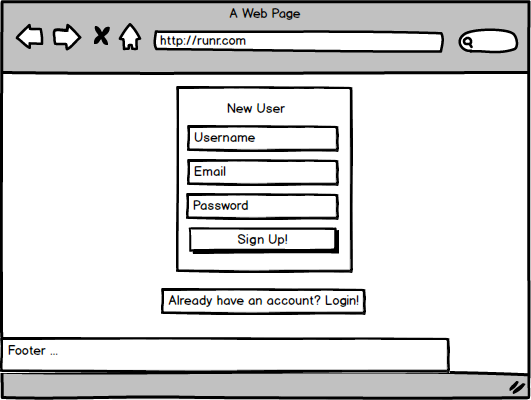 A Web Page
http://runr.com
New User
Username
Email
Password
Sign Up!
Already have an account? Login!
Footer ...